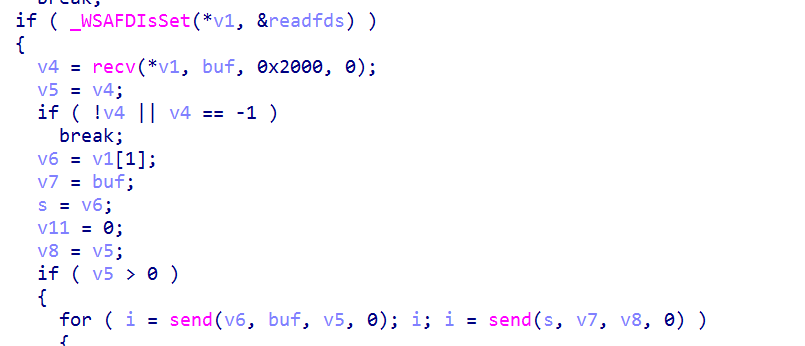 break;
if ( _WSAFDIsSet(*v1, &readfds) )
{
v4 = recv(*v1, buf, 0x2000, 0);
v5 = v4;
if ( !v4 || v4 == -1 )
break;
v6 = v1[1];
v7 = buf;
s = v6;
v11 = 0;
v8 = v5;
if ( v5 > 0 )
{
for ( i = send(v6, buf, v5, 0); i; i = send(s, v7, v8, 0) )
{